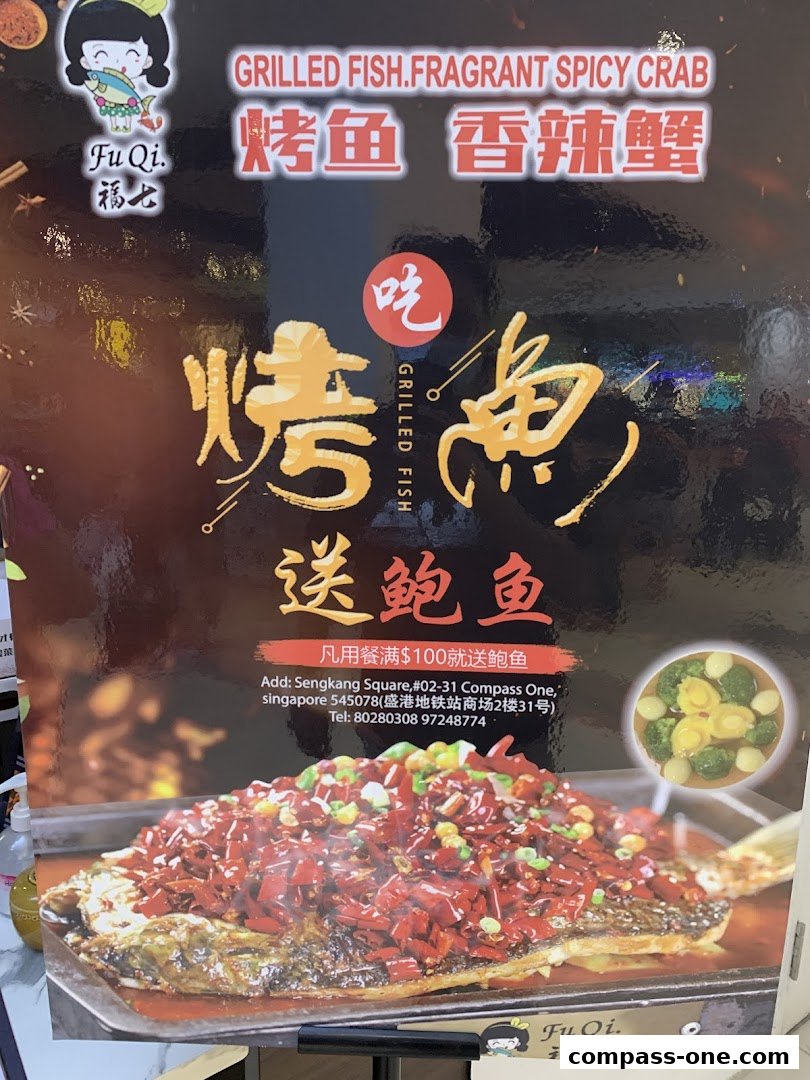 GRILLED FISH.FRAGRANT SPICY CRAB
烤鱼 香辣蟹
Fu Qi.
福七
吃
烤鱼
GRILLED FISH
送鲍鱼
凡用餐满$100就送鲍鱼
Add: Sengkang Square,#02-31 Compass One,
singapore 545078(盛港地铁站商场2楼31号)
Tel: 80280308 97248774
Fu Qi.
compass-one.com